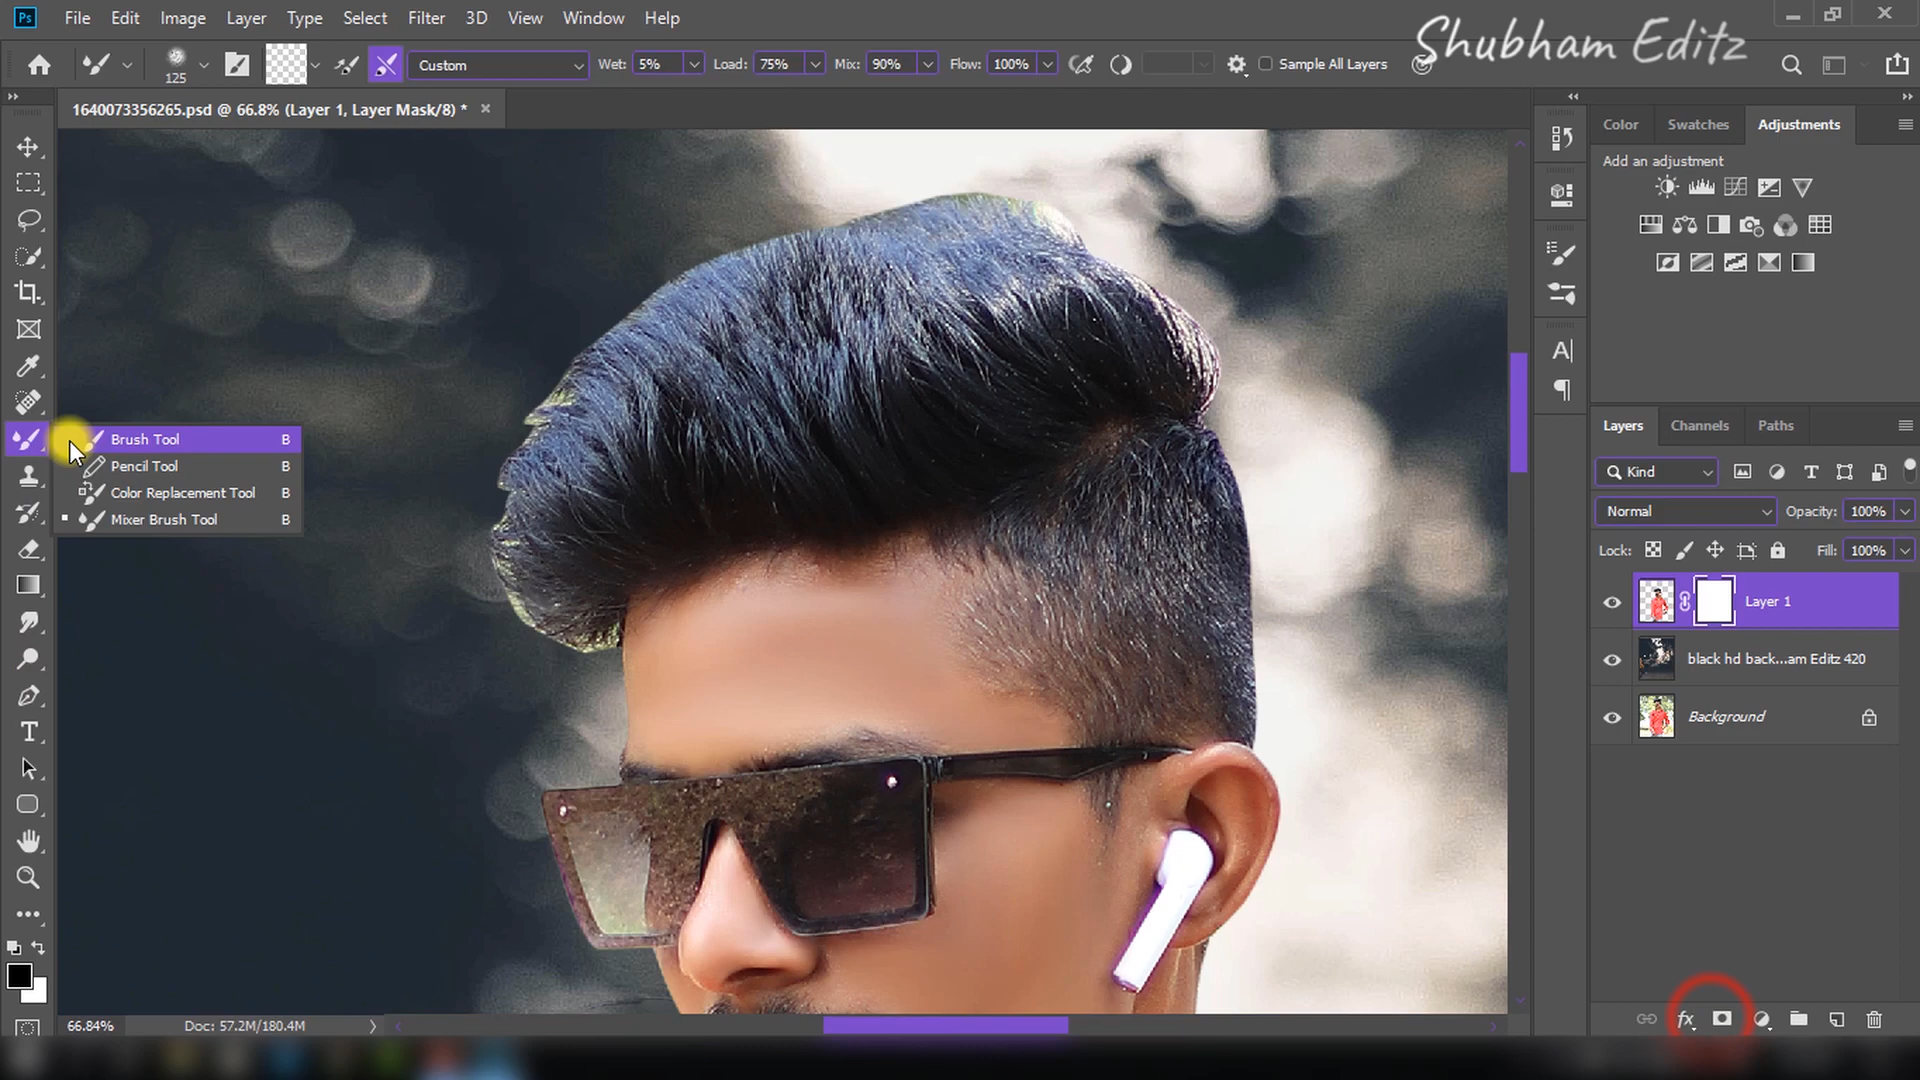 Ps File Edit Image Layer Type Select Filter 3D View Window Help
Shubham Editz
125 Custom Wet: 5% Load: 75% Mix: 90% Flow: 100% Sample All Layers
1640073356265.psd @ 66.8% (Layer 1, Layer Mask/8) * ×
Color Swatches Adjustments
Add an adjustment
Brush Tool B
Pencil Tool B
Color Replacement Tool B
Mixer Brush Tool B
Layers Channels Paths
Kind
Normal Opacity: 100%
Lock: Fill: 100%
Layer 1
black hd back...am Editz 420
Background
fx
66.84% Doc: 57.2M/180.4M